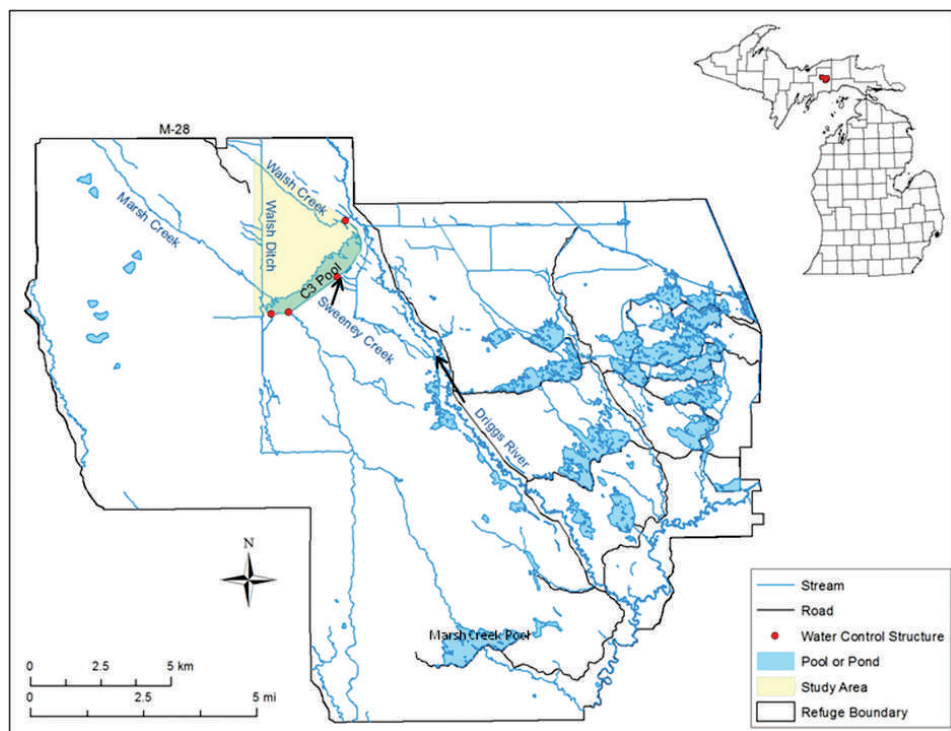 M-28
Walsh Creek
Marsh Creek
Walsh Ditch
C3 Pool
Sweeney Creek
Driggs River
N
Marsh Creek Pool
0 2.5 5 km
0 2.5 5 mi
Stream
Road
Water Control Structure
Pool or Pond
Study Area
Refuge Boundary